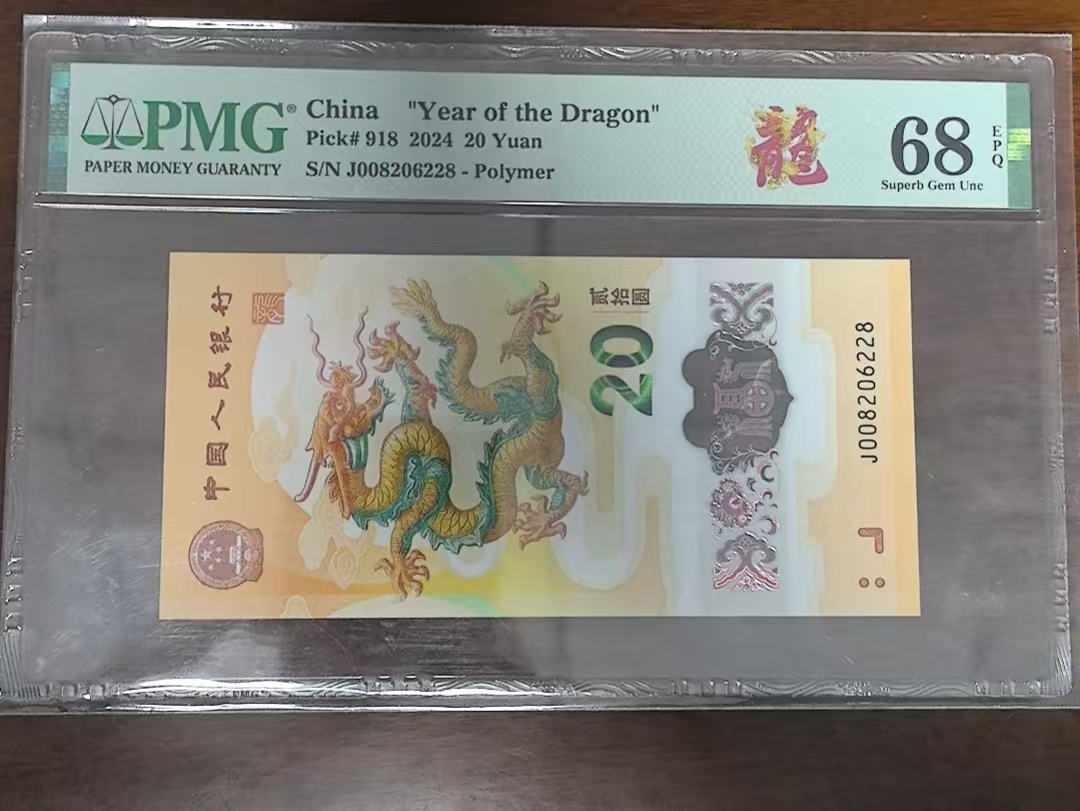 PMG®
PAPER MONEY GUARANTY
China "Year of the Dragon"
Pick# 918 2024 20 Yuan
S/N J008206228 - Polymer
龍
68
EPQ
Superb Gem Unc
中国人民银行
贰拾圆
20
J008206228